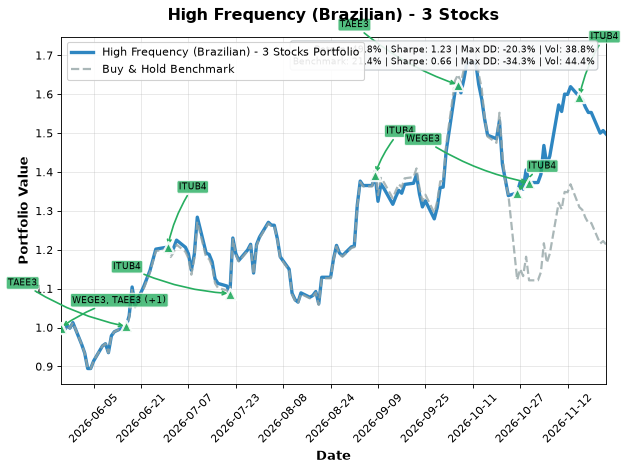 High Frequency (Brazilian) - 3 Stocks
TAEE3
ITUB4
High Frequency (Brazilian) - 3 Stocks Portfolio
Buy & Hold Benchmark
.8% | Sharpe: 1.23 | Max DD: -20.3% | Vol: 38.8%
.4% | Sharpe: 0.66 | Max DD: -34.3% | Vol: 44.4%
1.7
1.6
1.5
1.4
1.3
1.2
1.1
1.0
0.9
Portfolio Value
ITUB4
WEGE3
ITUB4
ITUB4
ITUB4
TAEE3
WEGE3, TAEE3 (+1)
2026-06-05
2026-06-21
2026-07-07
2026-07-23
2026-08-08
2026-08-24
2026-09-09
2026-09-25
2026-10-11
2026-10-27
2026-11-12
Date